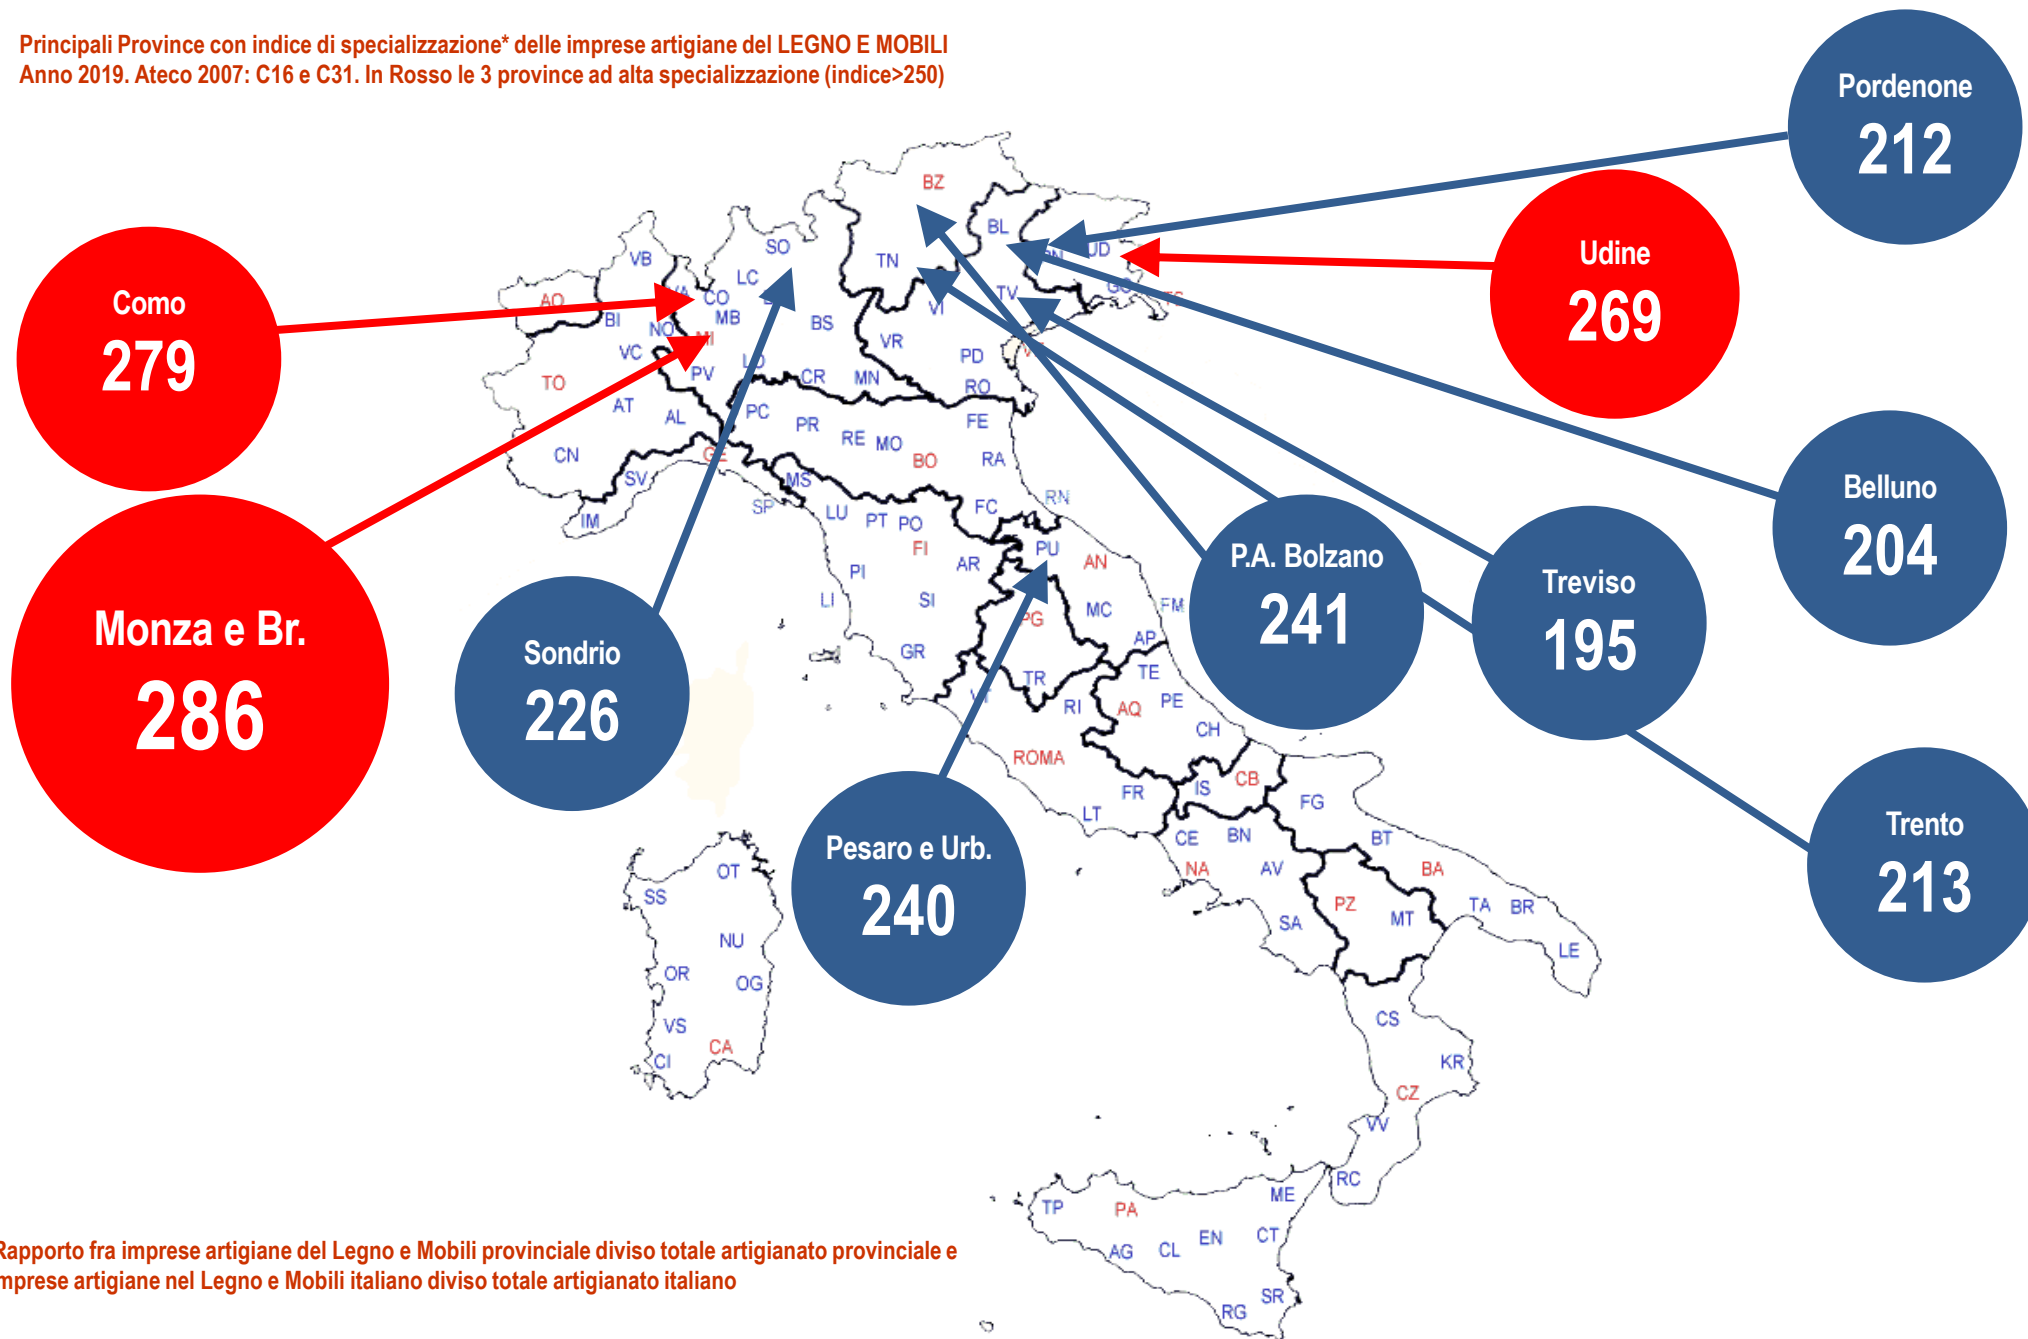 Principali Province con indice di specializzazione* delle imprese artigiane del LEGNO E MOBILI
Anno 2019. Ateco 2007: C16 e C31. In Rosso le 3 province ad alta specializzazione (indice>250)
Pordenone
212
Udine
269
Como
279
Monza e Br.
286
Sondrio
226
Pesaro e Urb.
240
P.A. Bolzano
241
Treviso
195
Belluno
204
Trento
213
BZ
BL
SO
TN
UD
VB
LC
AO
CO
TV
GO
BI
MB
BS
VI
NO
MI
VR
VC
LO
PD
TO
PV
CR
MN
RO
AT
AL
PC
PR
FE
RE
MO
CN
GE
BO
RA
SV
MS
SP
RN
IM
LU
PT
PO
FC
FI
PU
AN
PI
AR
LI
SI
MC
FM
PG
AP
GR
TR
TE
VT
RI
AQ
PE
CH
ROMA
FR
IS
CB
LT
FG
CE
BN
BT
NA
AV
BA
OT
SS
PZ
MT
TA
BR
SA
LE
NU
OR
OG
VS
CA
CI
CS
KR
CZ
VV
RC
ME
TP
PA
EN
CT
AG
CL
SR
RG
Rapporto fra imprese artigiane del Legno e Mobili provinciale diviso totale artigianato provinciale e
mprese artigiane nel Legno e Mobili italiano diviso totale artigianato italiano